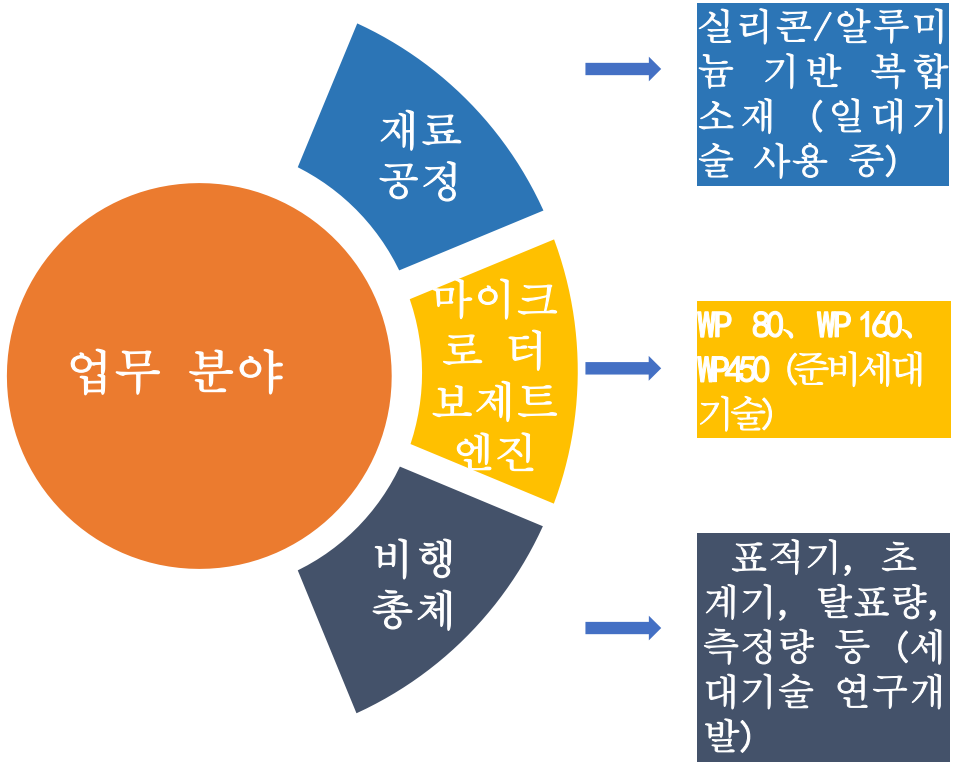 업무 분야
재료
공정
실리콘/알루미
늄 기반 복합
소재 (일대기
술 사용 중)
마이크
로 터
보제트
엔진
WP 80、WP 160、
WP450 (준비세대
기술)
비행
총체
표적기, 초
계기, 탈표량,
측정량 등 (세
대기술 연구개
발)